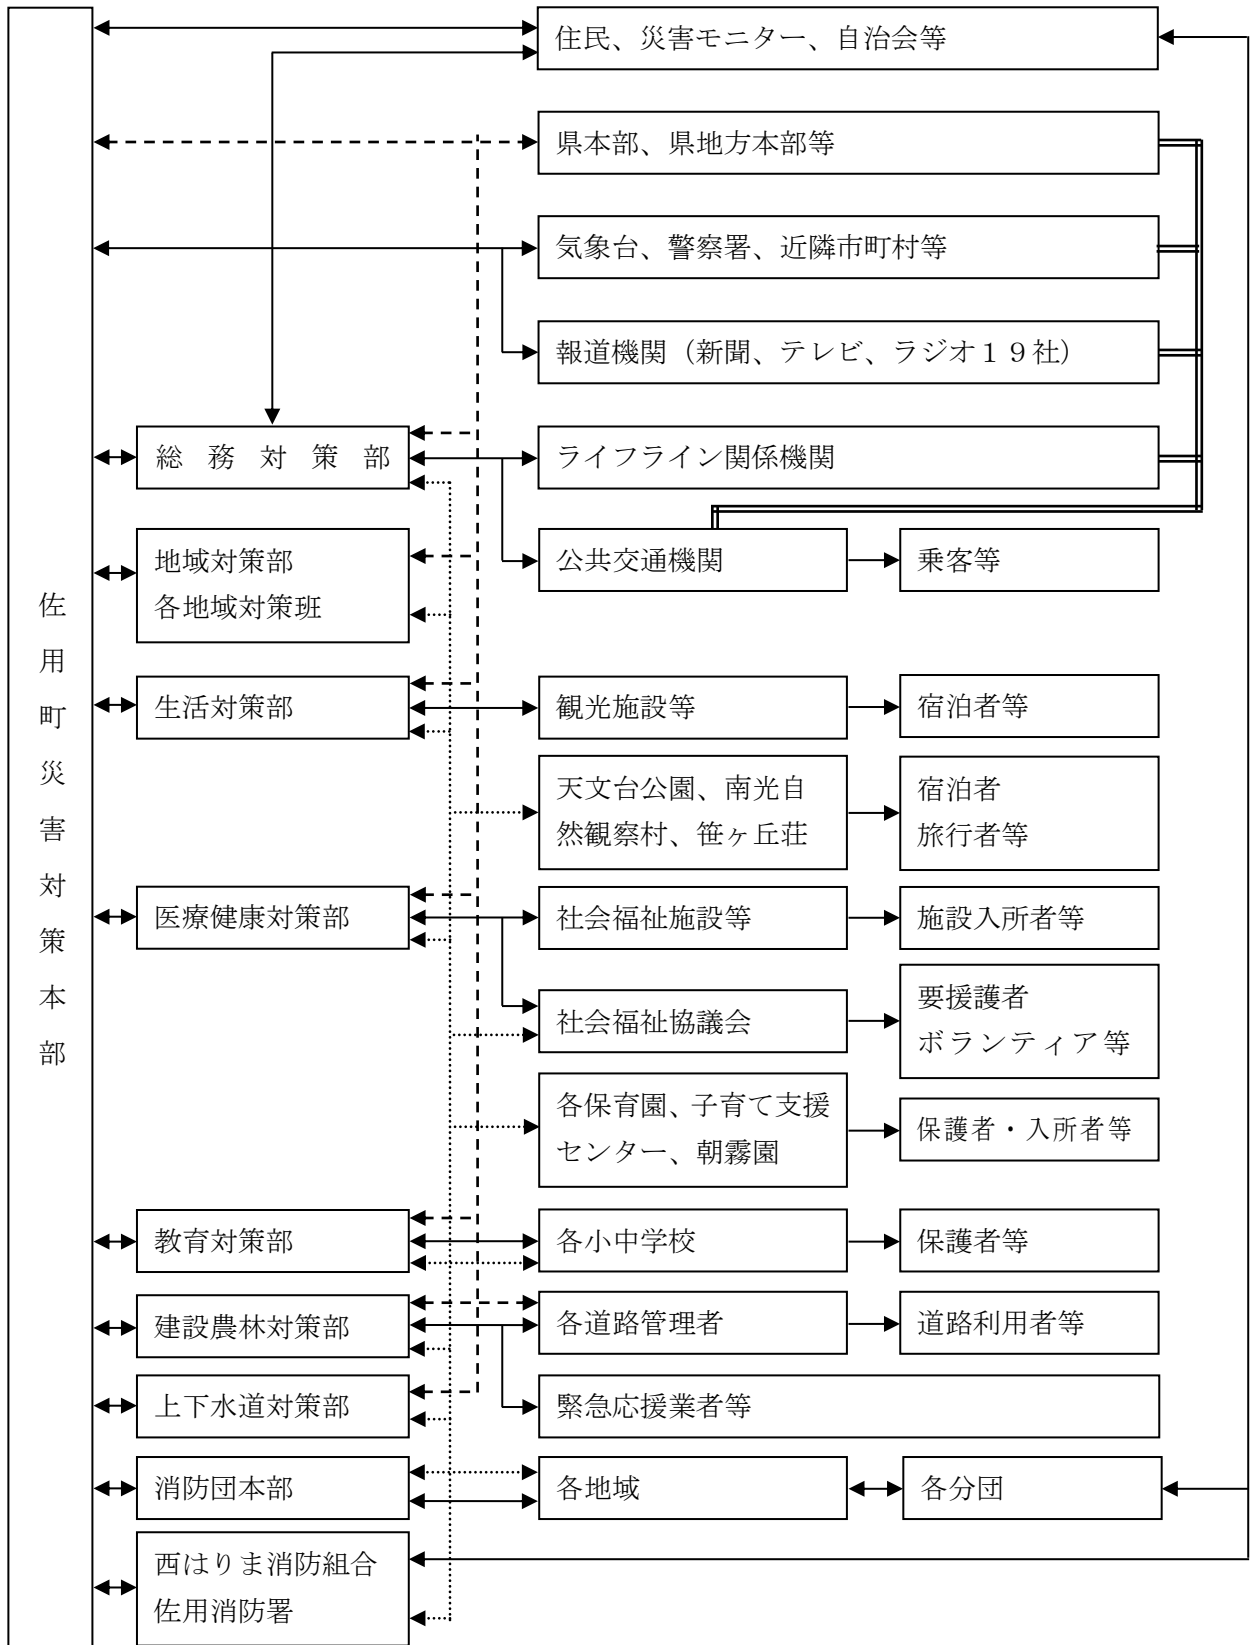 住民、災害モニター、自治会等
県本部、県地方本部等
気象台、警察署、近隣市町村等
報道機関（新聞、テレビ、ラジオ１９社）
総務対策部
ライフライン関係機関
公共交通機関
乗客等
地域対策部
各地域対策班
佐用町災害対策本部
生活対策部
観光施設等
宿泊者等
天文台公園、南光自
然観察村、笹ヶ丘荘
宿泊者
旅行者等
医療健康対策部
社会福祉施設等
施設入所者等
社会福祉協議会
要援護者
ボランティア等
各保育園、子育て支援
センター、朝霧園
保護者・入所者等
教育対策部
各小中学校
保護者等
建設農林対策部
各道路管理者
道路利用者等
上下水道対策部
緊急応援業者等
消防団本部
各地域
各分団
西はりま消防組合
佐用消防署